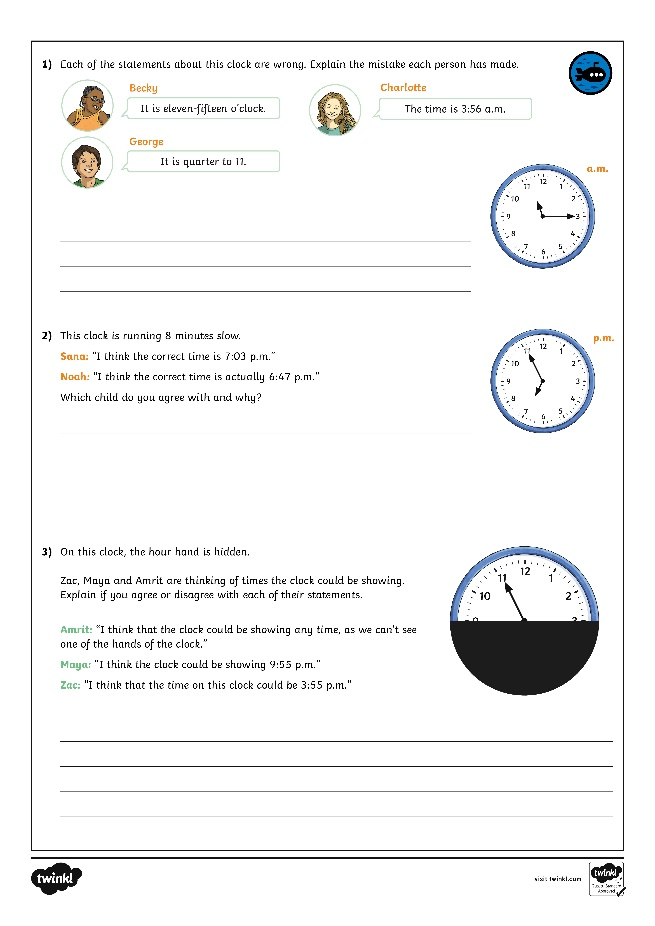 1) Each of the statements about this clock are wrong. Explain the mistake each person has made.
Becky
It is eleven-fifteen o'clock.
Charlotte
The time is 3:56 a.m.
George
It is quarter to 11.
a.m.
12
11
1
10
2
9
3
8
4
7
5
6
2) This clock is running 8 minutes slow.
Sana: "I think the correct time is 7:03 p.m."
Noah: "I think the correct time is actually 6:47 p.m."
Which child do you agree with and why?
p.m.
12
11
1
10
2
9
3
8
4
7
5
6
3) On this clock, the hour hand is hidden.
Zac, Maya and Amrit are thinking of times the clock could be showing.
Explain if you agree or disagree with each of their statements.
Amrit: "I think that the clock could be showing any time, as we can't see
one of the hands of the clock."
Maya: "I think the clock could be showing 9:55 p.m."
Zac: "I think that the time on this clock could be 3:55 p.m."
12
11
1
10
2
9
3
twinkl
visit twinkl.com
twinkl
Approved